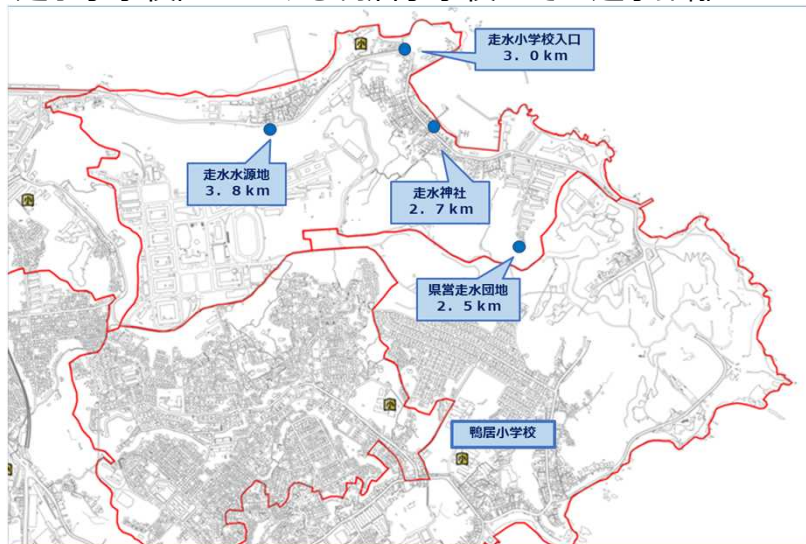 走水小学校入口
3．0ｋｍ
走水水源地
3．8ｋｍ
走水神社
2．7ｋｍ
県営走水団地
2．5ｋｍ
鴨居小学校